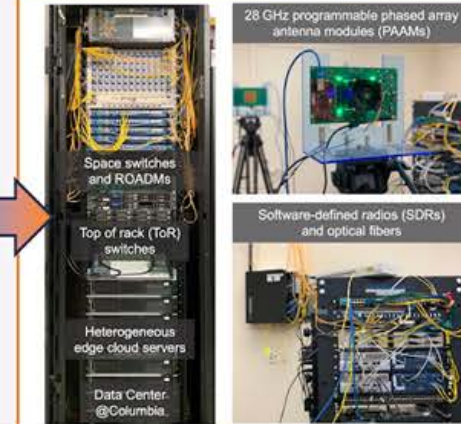 Space switches
and ROADMs
Top of rack (ToR)
switches
Heterogeneous
edge cloud servers
Data Center
@Columbia
28 GHz programmable phased array
antenna modules (PAAMs)
Software-defined radios (SDRs)
and optical fibers